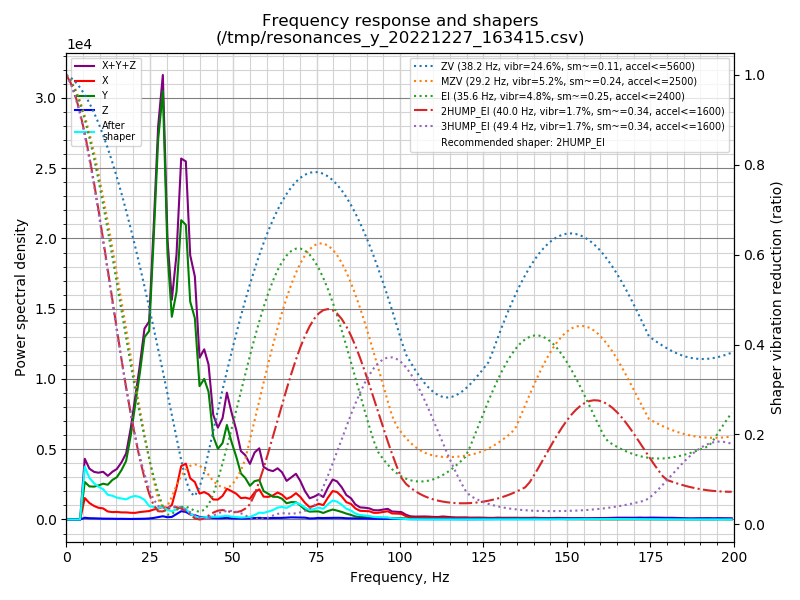 Frequency response and shapers
(/tmp/resonances_y_20221227_163415.csv)
1e4
X+Y+Z
X
Y
Z
After
shaper
ZV (38.2 Hz, vibr=24.6%, sm~=0.11, accel<=5600)
MZV (29.2 Hz, vibr=5.2%, sm~=0.24, accel<=2500)
EI (35.6 Hz, vibr=4.8%, sm~=0.25, accel<=2400)
2HUMP_EI (40.0 Hz, vibr=1.7%, sm~=0.34, accel<=1600)
3HUMP_EI (49.4 Hz, vibr=1.7%, sm~=0.34, accel<=1600)
Recommended shaper: 2HUMP_EI
Power spectral density
3.0
2.5
2.0
1.5
1.0
0.5
0.0
1.0
0.8
0.6
0.4
0.2
0.0
Shaper vibration reduction (ratio)
0 25 50 75 100 125 150 175 200
Frequency, Hz